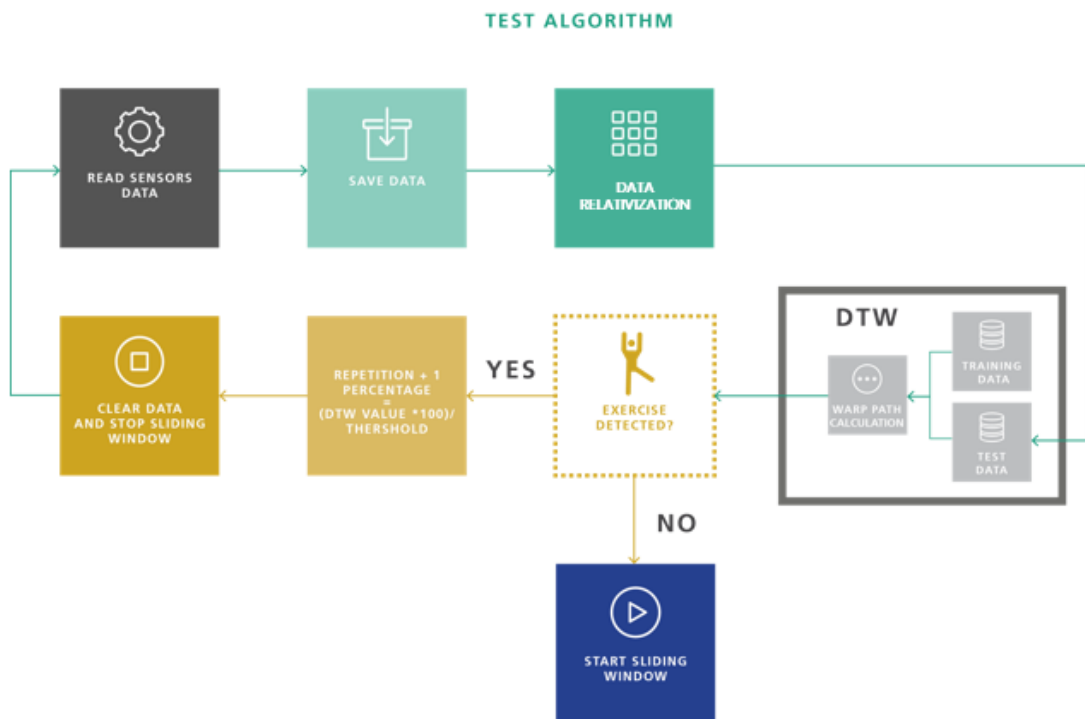 TEST ALGORITHM
READ SENSORS
DATA
SAVE DATA
DATA
RELATIVIZATION
DTW
TRAINING
DATA
WARP PATH
CALCULATION
TEST
DATA
EXERCISE
DETECTED?
YES
REPETITION + 1
PERCENTAGE
=
(DTW VALUE *100)/
THERSHOLD
CLEAR DATA
AND STOP SLIDING
WINDOW
NO
START SLIDING
WINDOW